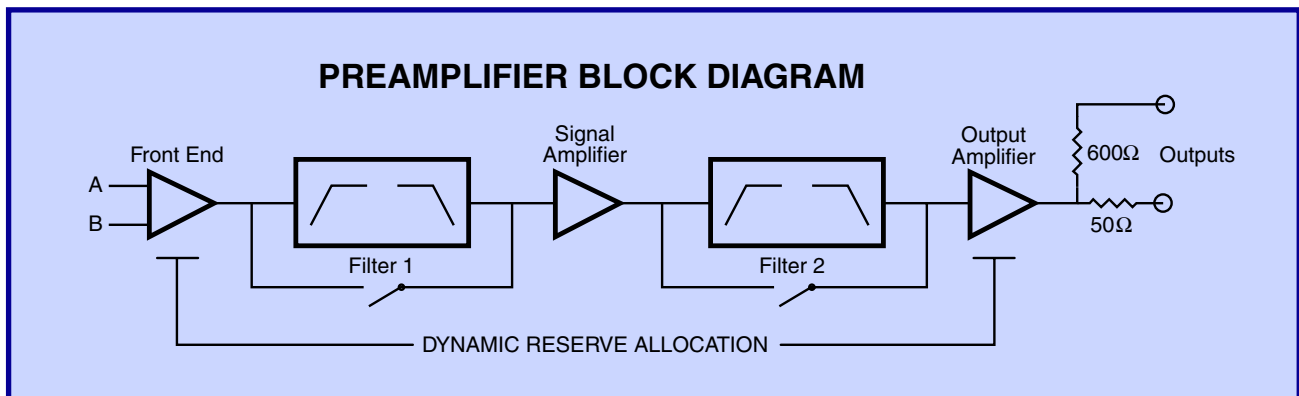 PREAMPLIFIER BLOCK DIAGRAM
Front End
A
B
Filter 1
Signal
Amplifier
Filter 2
Output
Amplifier
600Ω
Outputs
50Ω
DYNAMIC RESERVE ALLOCATION